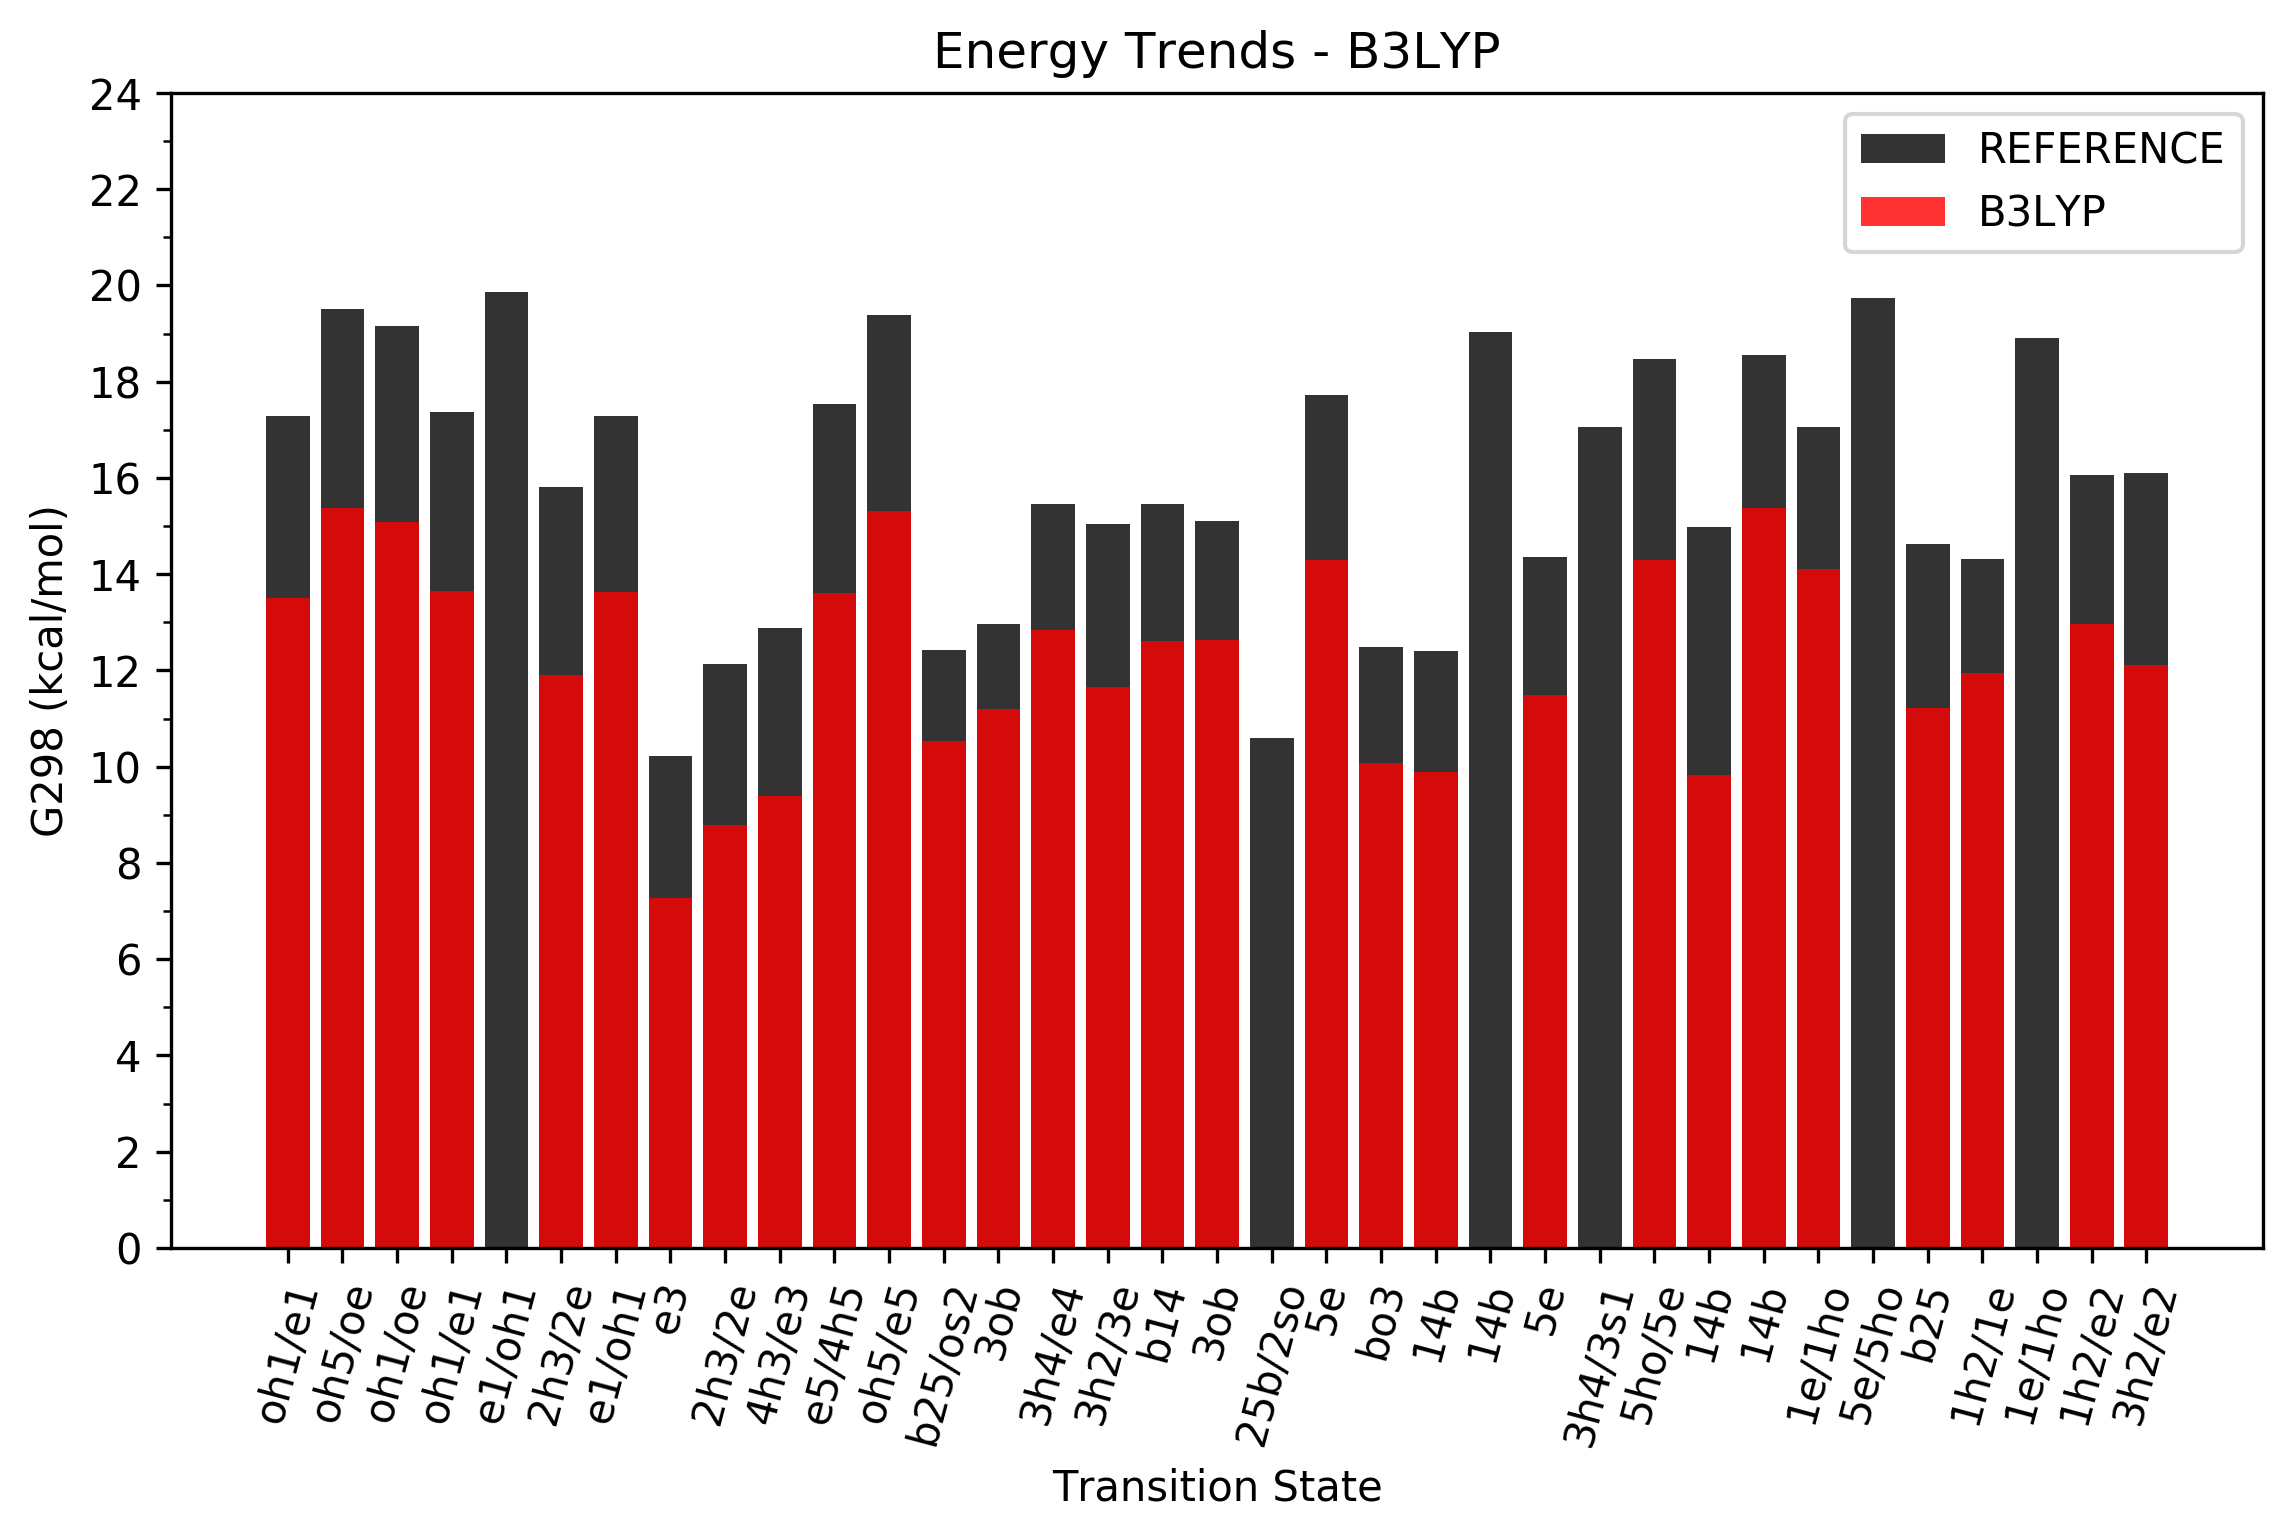 Energy Trends - B3LYP
REFERENCE
B3LYP
G298 (kcal/mol)
24
22
20
18
16
14
12
10
8
6
4
2
0
oh1/e1
oh5/oe
oh1/oe
oh1/e1
e1/oh1
2h3/2e
e1/oh1
e3
2h3/2e
4h3/e3
e5/4h5
oh5/e5
b25/os2
3ob
3h4/e4
3h2/3e
b14
3ob
25b/2so
5e
bo3
14b
14b
5e
3h4/3s1
5ho/5e
14b
14b
1e/1ho
5e/5ho
b25
1h2/1e
1e/1ho
1h2/e2
3h2/e2
Transition State